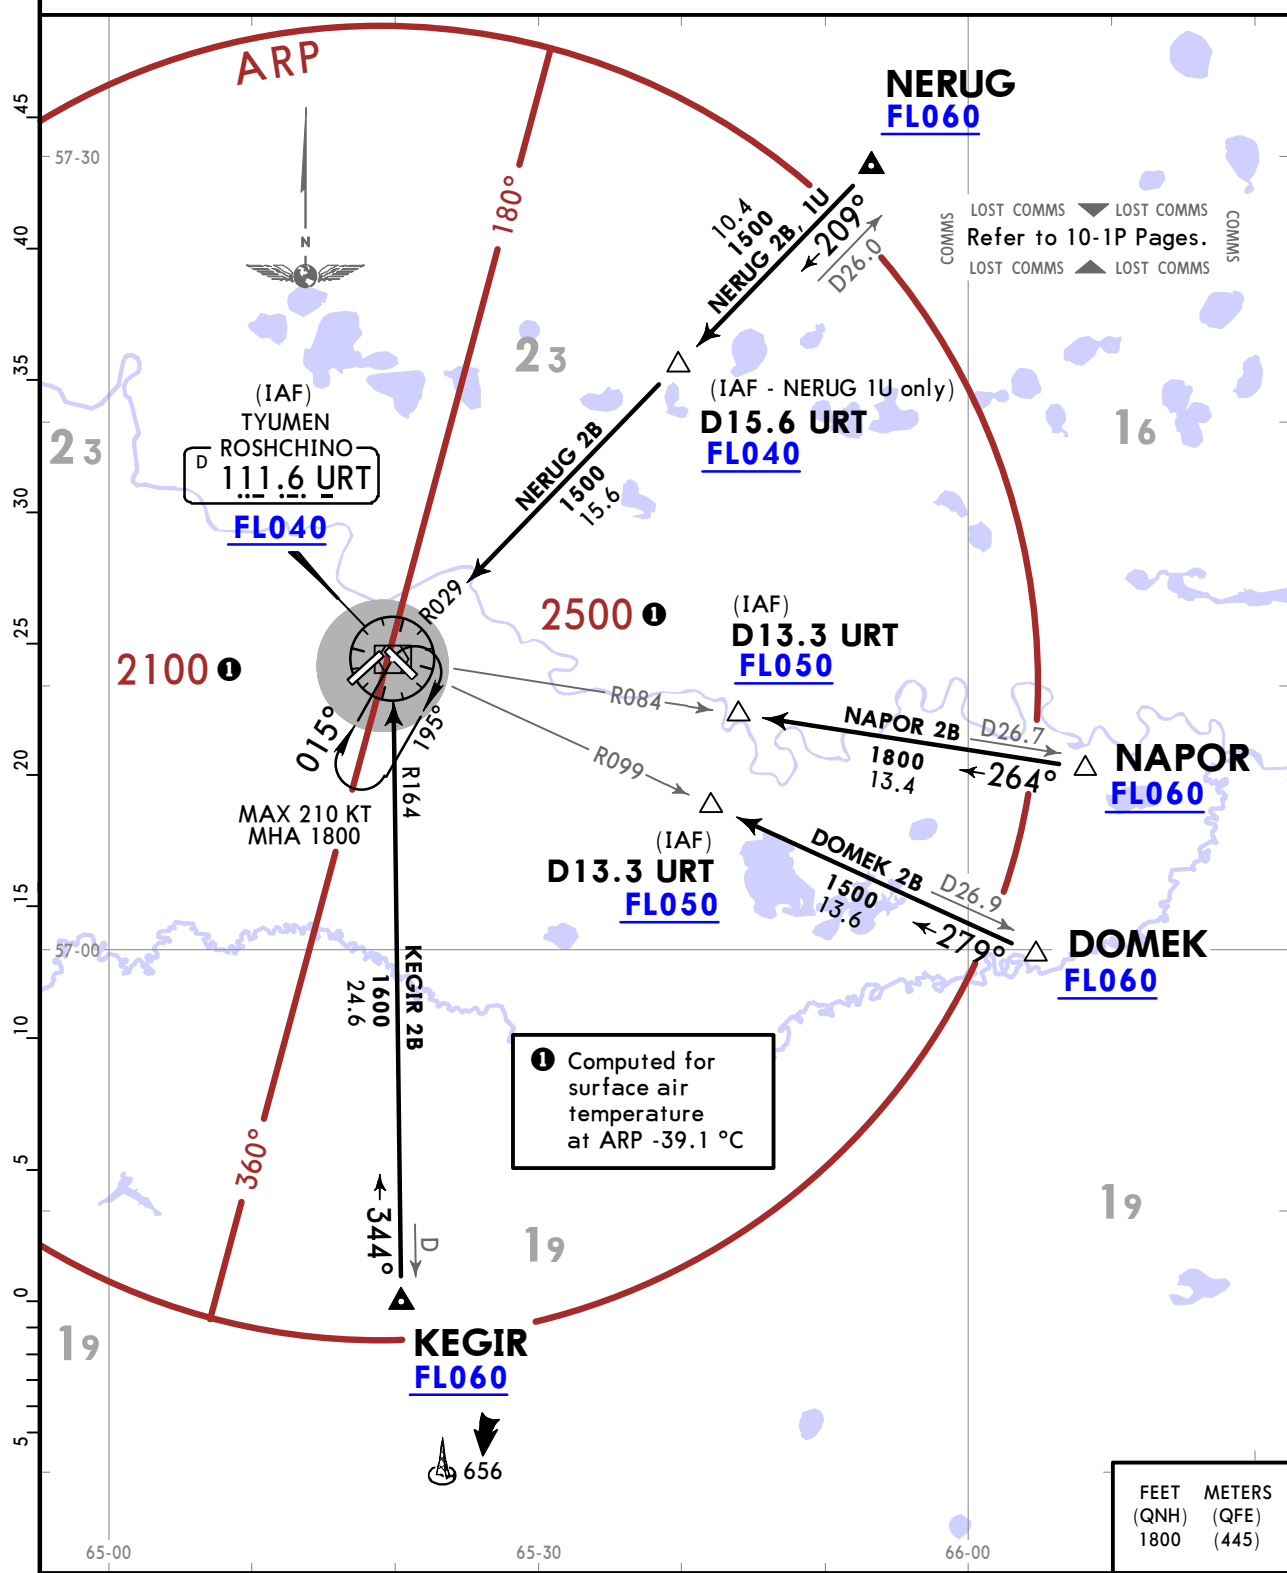 ARP
NERUG
FL060
57-30
180°
10.4
1500
NERUG 2B, 1U
209°
D26.0
LOST COMMS LOST COMMS
COMMS
Refer to 10-1P Pages.
COMMS
LOST COMMS LOST COMMS
N
45
40
35
30
25
20
15
10
5
0
5
23
23
16
(IAF)
TYUMEN
ROSHCHINO
D 111.6 URT
FL040
(IAF - NERUG 1U only)
D15.6 URT
FL040
NERUG 2B
1500
15.6
R029
2500 1
2100 1
(IAF)
D13.3 URT
FL050
R084
NAPOR 2B
D26.7
1800
13.4
264°
NAPOR
FL060
R099
015°
195°
R164
MAX 210 KT
MHA 1800
(IAF)
D13.3 URT
FL050
DOMEK 2B
1500
13.6
D26.9
279°
DOMEK
FL060
57-00
KEGIR 2B
1600
24.6
1 Computed for
surface air
temperature
at ARP -39.1 °C
360°
344°
D
19
19
19
KEGIR
FL060
656
FEET METERS
(QNH) (QFE)
1800 (445)
65-00
65-30
66-00